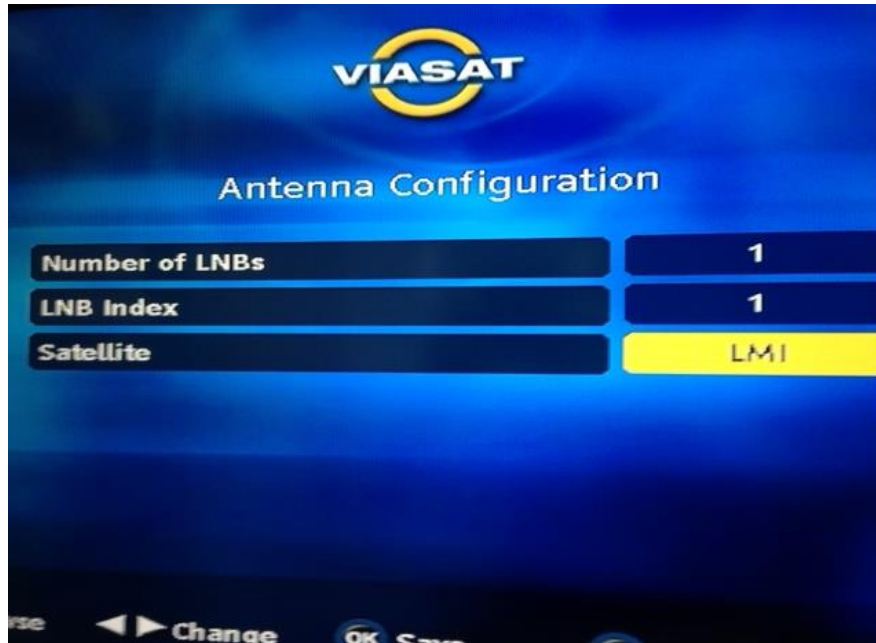 VIASAT
Antenna Configuration
Number of LNBs 1
LNB Index 1
Satellite LMI
Change OK Save